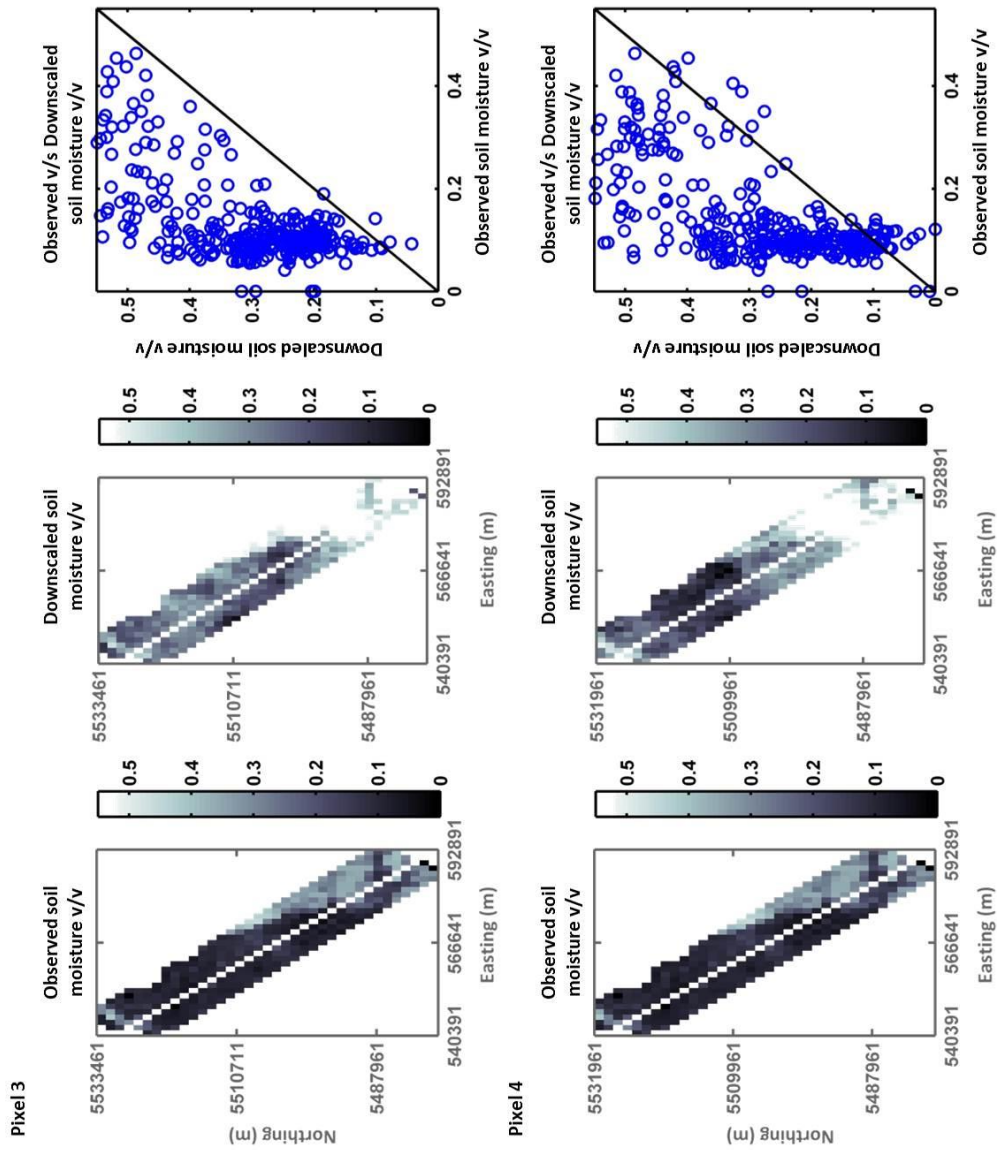 Pixel 3
Observed soil
moisture v/v
Northing (m)
5533461
5510711
5487961
540391
566641
592891
Easting (m)
0.5
0.4
0.3
0.2
0.1
0
Downscaled soil
moisture v/v
5533461
5510711
5487961
540391
566641
592891
Easting (m)
0.5
0.4
0.3
0.2
0.1
0
Observed v/s Downscaled
soil moisture v/v
Downscaled soil moisture v/v
0.5
0.4
0.3
0.2
0.1
0
0
0.2
0.4
Observed soil moisture v/v
Pixel 4
Observed soil
moisture v/v
Northing (m)
5531961
5509961
5487961
540391
566641
592891
Easting (m)
0.5
0.4
0.3
0.2
0.1
0
Downscaled soil
moisture v/v
5531961
5509961
5487961
540391
566641
592891
Easting (m)
0.5
0.4
0.3
0.2
0.1
0
Observed v/s Downscaled
soil moisture v/v
Downscaled soil moisture v/v
0.5
0.4
0.3
0.2
0.1
0
0
0.2
0.4
Observed soil moisture v/v